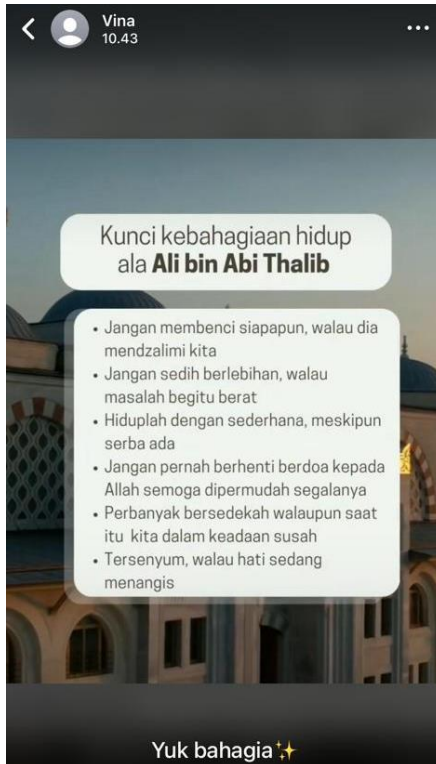 Vina
10.43
Kunci kebahagiaan hidup
ala Ali bin Abi Thalib
• Jangan membenci siapapun, walau dia
mendzalimi kita
• Jangan sedih berlebihan, walau
masalah begitu berat
• Hiduplah dengan sederhana, meskipun
serba ada
• Jangan pernah berhenti berdoa kepada
Allah semoga dipermudah segalanya
• Perbanyak bersedekah walaupun saat
itu kita dalam keadaan susah
• Tersenyum, walau hati sedang
menangis
Yuk bahagia✨